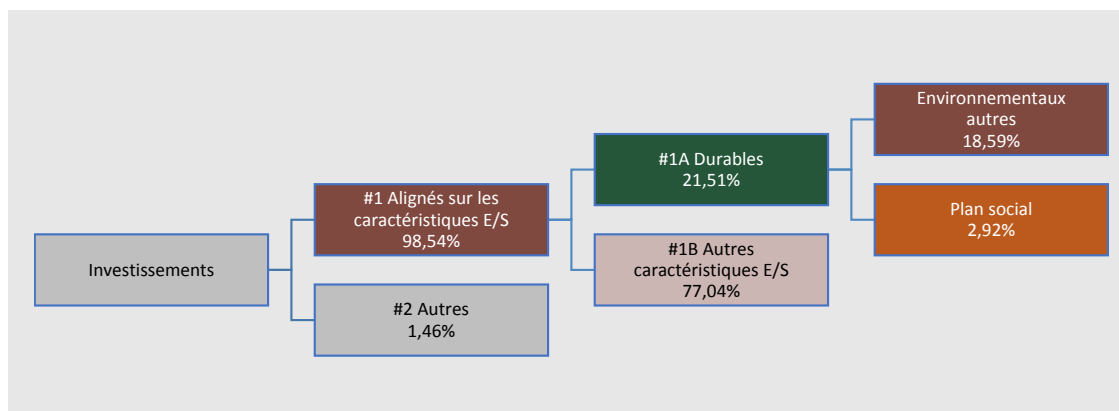 Investissements
#1 Alignés sur les
caractéristiques E/S
98,54%
#2 Autres
1,46%
#1A Durables
21,51%
#1B Autres
caractéristiques E/S
77,04%
Environnementaux
autres
18,59%
Plan social
2,92%